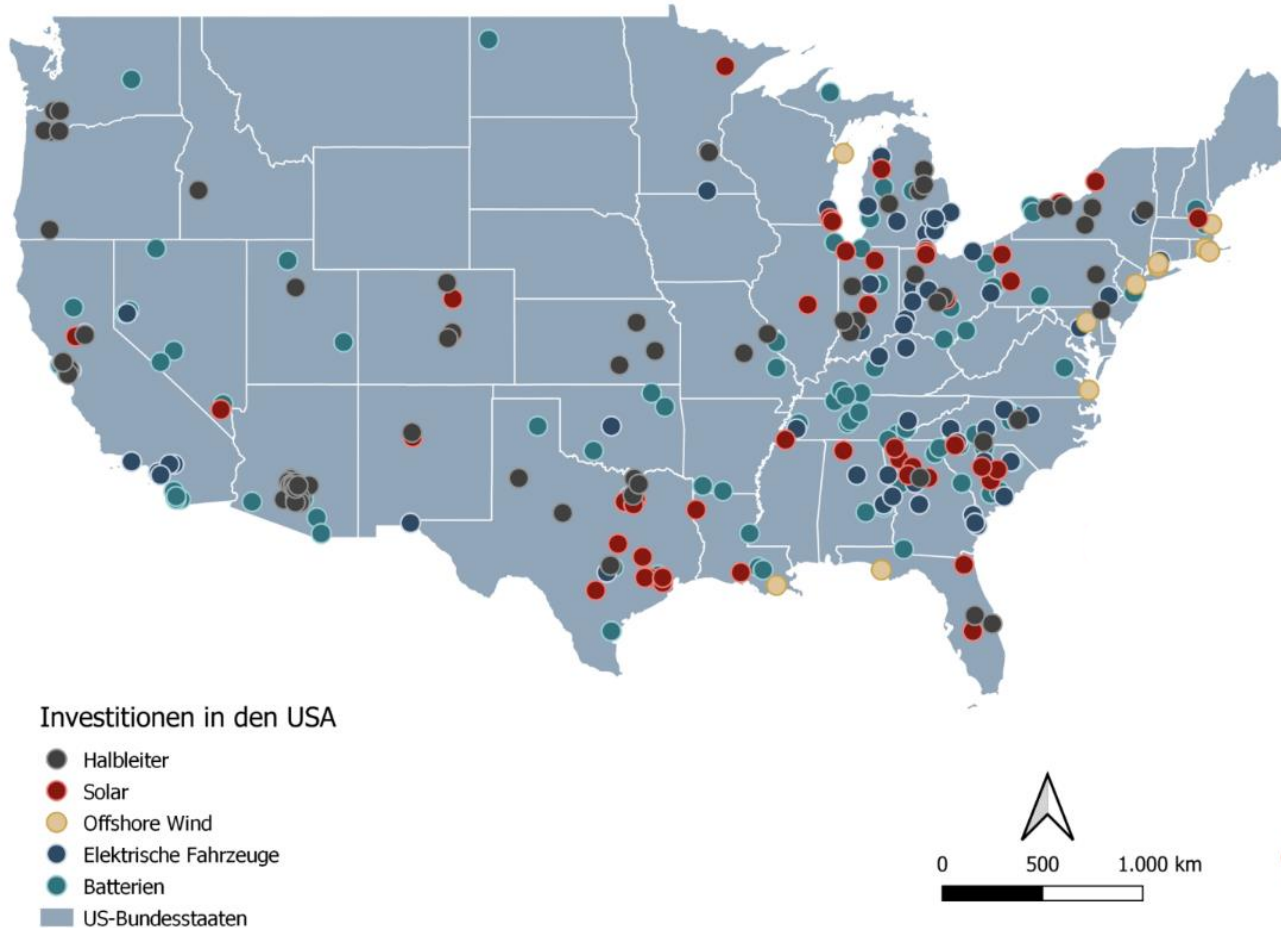 Investitionen in den USA
Halbleiter
Solar
Offshore Wind
Elektrische Fahrzeuge
Batterien
US-Bundesstaaten
0 500 1.000 km